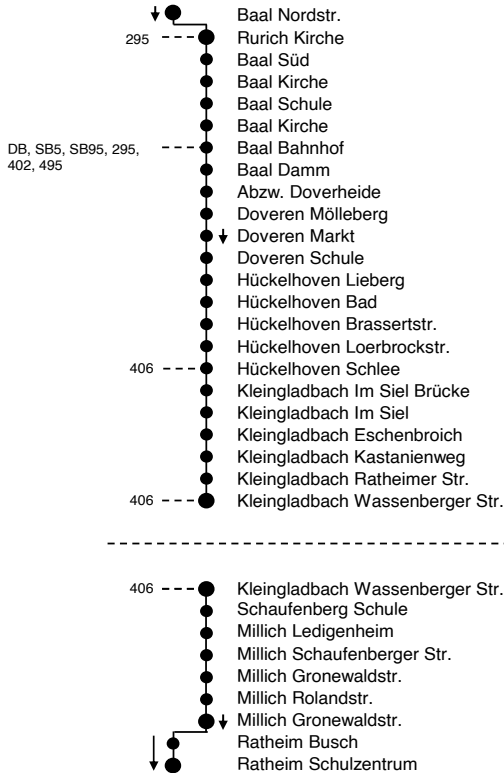 Baal Nordstr.
295 Rurich Kirche
Baal Süd
Baal Kirche
Baal Schule
Baal Kirche
DB, SB5, SB95, 295, Baal Bahnhof
402, 495
Baal Damm
Abzw. Doverheide
Doveren Mölleberg
Doveren Markt
Doveren Schule
Hückelhoven Lieberg
Hückelhoven Bad
Hückelhoven Brassertstr.
Hückelhoven Loerbrockstr.
406 Hückelhoven Schlee
Kleingladbach Im Siel Brücke
Kleingladbach Im Siel
Kleingladbach Eschenbroich
Kleingladbach Kastanienweg
Kleingladbach Ratheimer Str.
406 Kleingladbach Wassenberger Str.
406 Kleingladbach Wassenberger Str.
Schaufenberg Schule
Millich Ledigenheim
Millich Schaufenberger Str.
Millich Gronewaldstr.
Millich Rolandstr.
Millich Gronewaldstr.
Ratheim Busch
Ratheim Schulzentrum